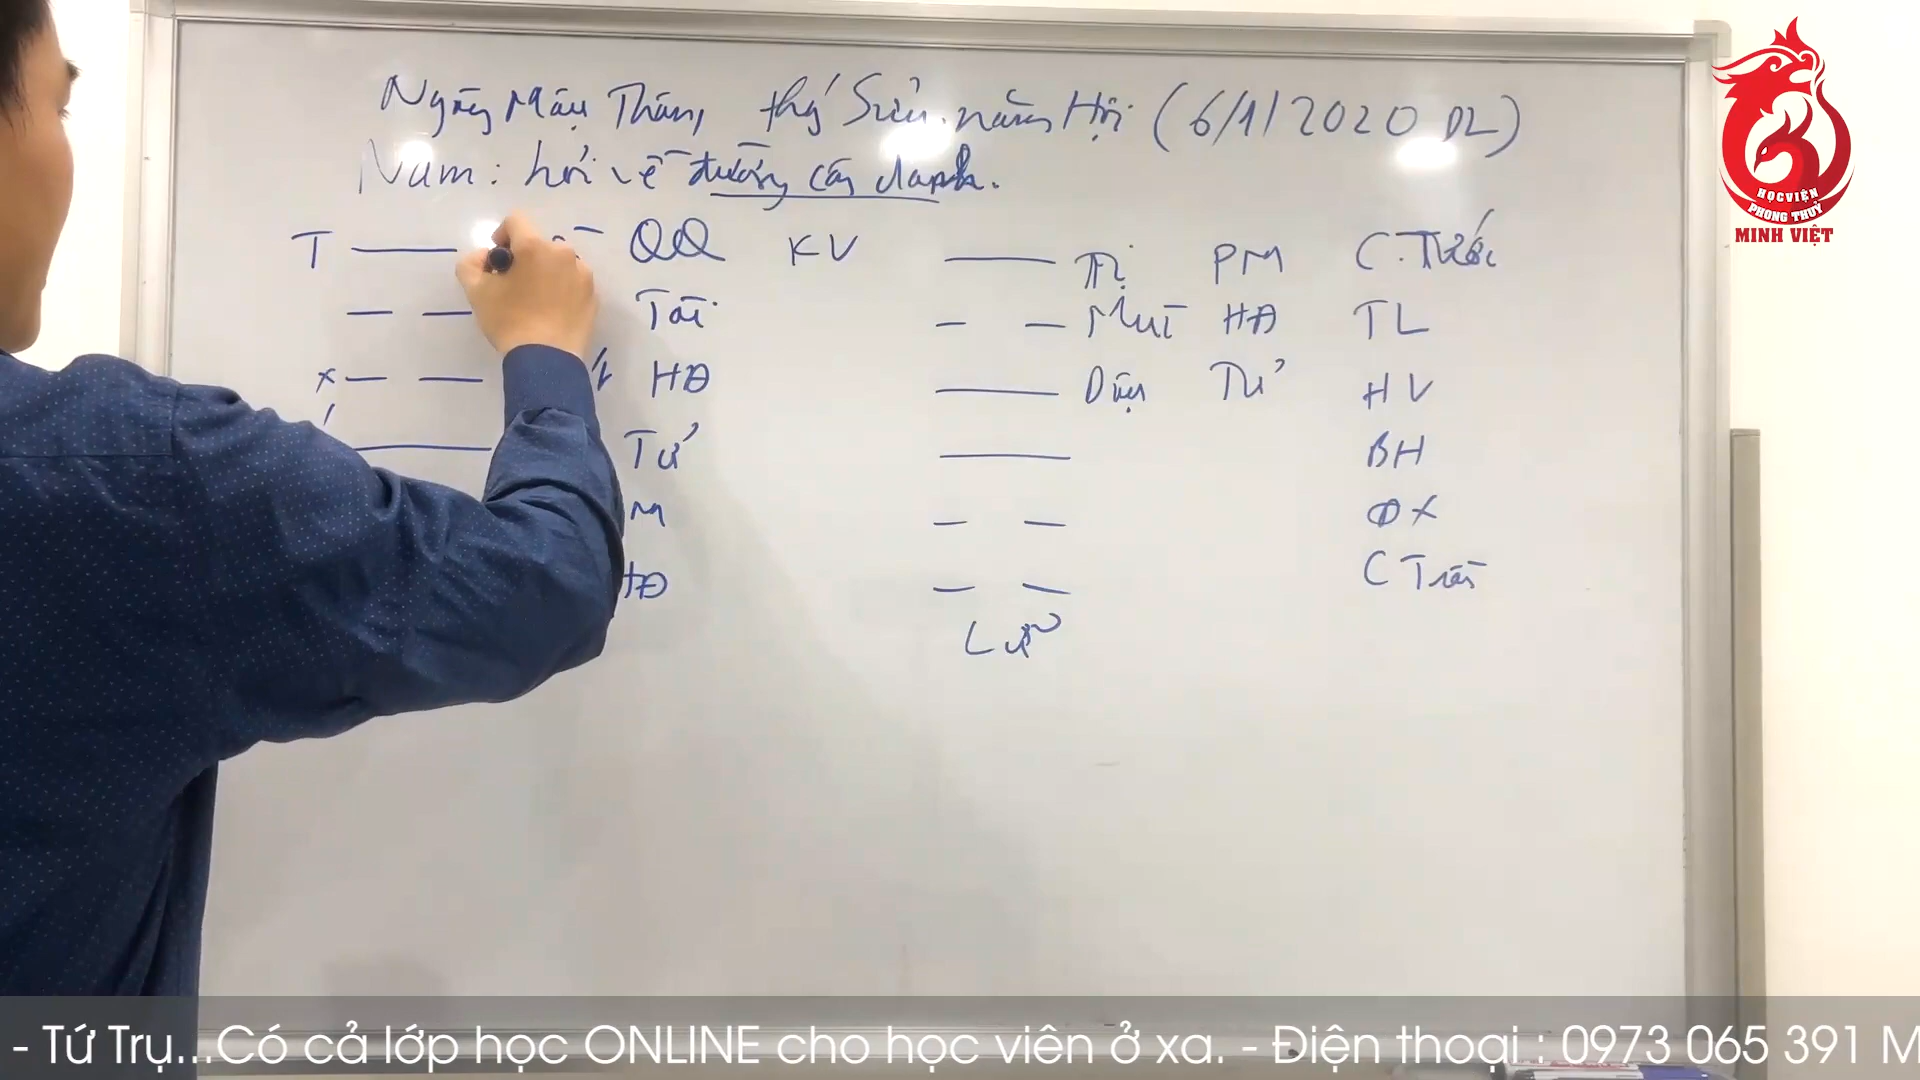 Ngày Mậu Thân, thg Sửu. năm Hợi (6/1/2020 DL)
Nam: hỏi về đường công danh.
T QQ KV Tị PM C.Tước
Tài Mùi HĐ TL
x HĐ Dậu Tử HV
Tử BH
M ĐX
HĐ C Trần
Lữ
HỌC VIỆN
PHONG THUỶ
MINH VIỆT
- Tứ Trụ...Có cả lớp học ONLINE cho học viên ở xa. - Điện thoại : 0973 065 391 M